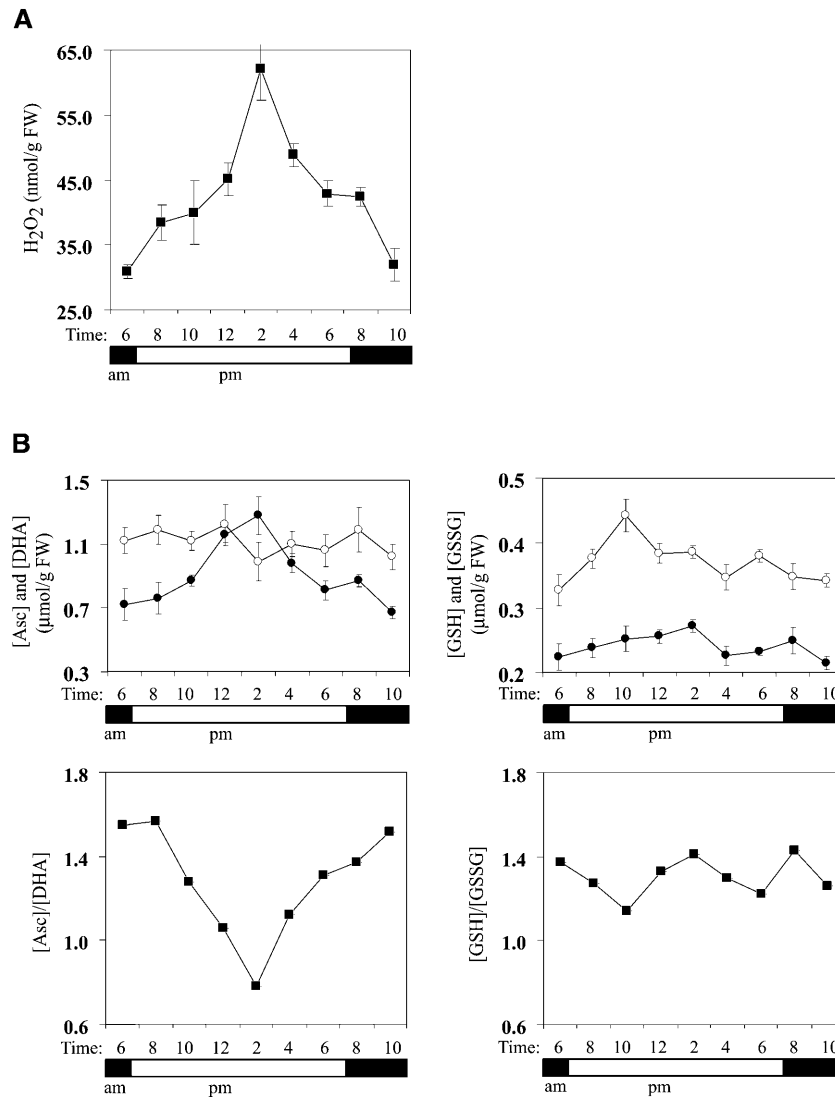 A
H2O2 (nmol/g FW)
65.0
55.0
45.0
35.0
25.0
Time: 6 8 10 12 2 4 6 8 10
am pm
B
[Asc] and [DHA]
(µmol/g FW)
1.5
1.1
0.7
0.3
Time: 6 8 10 12 2 4 6 8 10
am pm
[GSH] and [GSSG]
(µmol/g FW)
0.5
0.4
0.3
0.2
Time: 6 8 10 12 2 4 6 8 10
am pm
[Asc]/[DHA]
1.8
1.4
1.0
0.6
Time: 6 8 10 12 2 4 6 8 10
am pm
[GSH]/[GSSG]
1.8
1.4
1.0
0.6
Time: 6 8 10 12 2 4 6 8 10
am pm